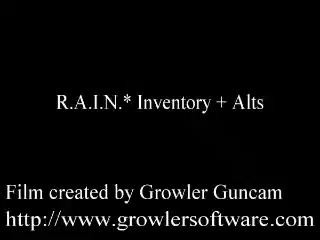 R.A.I.N.* Inventory + Alts
Film created by Growler Guncam
http://www.growlersoftware.com